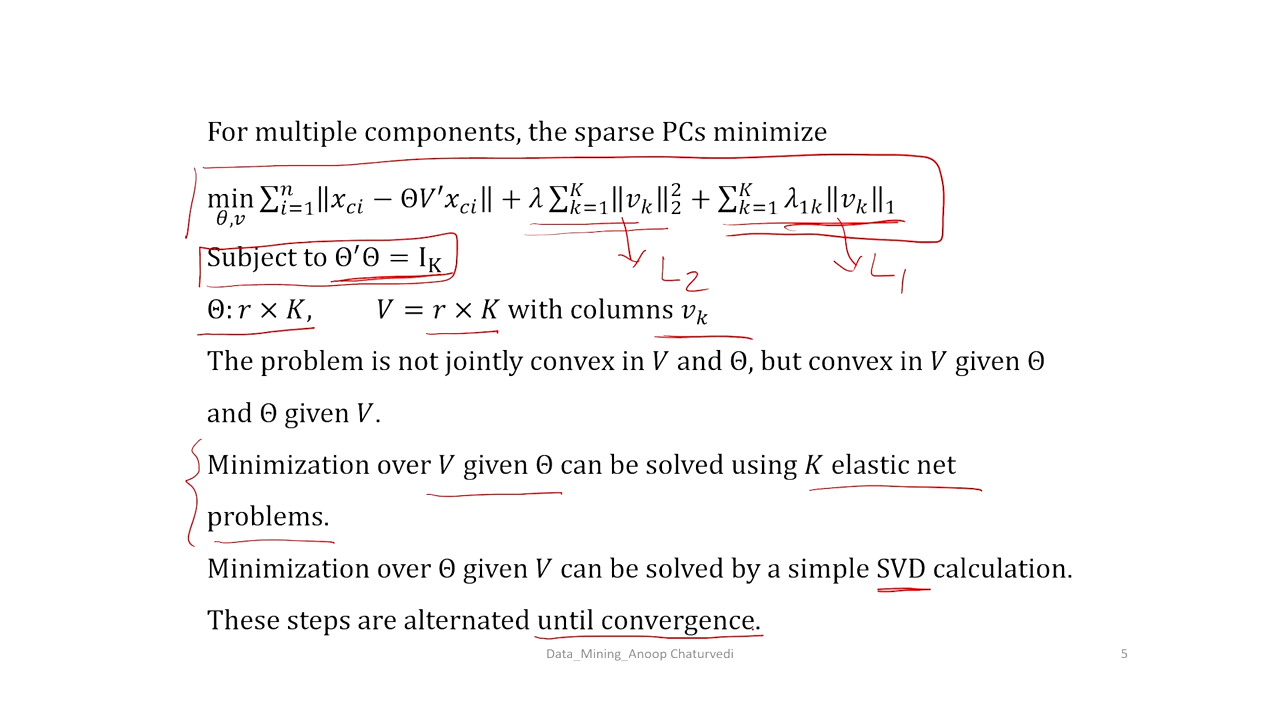 For multiple components, the sparse PCs minimize
min_{θ,v} ∑_{i=1}^{n} ‖x_{ci} − ΘV′x_{ci}‖ + λ ∑_{k=1}^{K} ‖v_k‖_2^2 + ∑_{k=1}^{K} λ_{1k}‖v_k‖_1
Subject to Θ′Θ = I_K
L_2 L_1
Θ: r × K, V = r × K with columns v_k
The problem is not jointly convex in V and Θ, but convex in V given Θ
and Θ given V.
Minimization over V given Θ can be solved using K elastic net
problems.
Minimization over Θ given V can be solved by a simple SVD calculation.
These steps are alternated until convergence.
Data_Mining_Anoop Chaturvedi 5